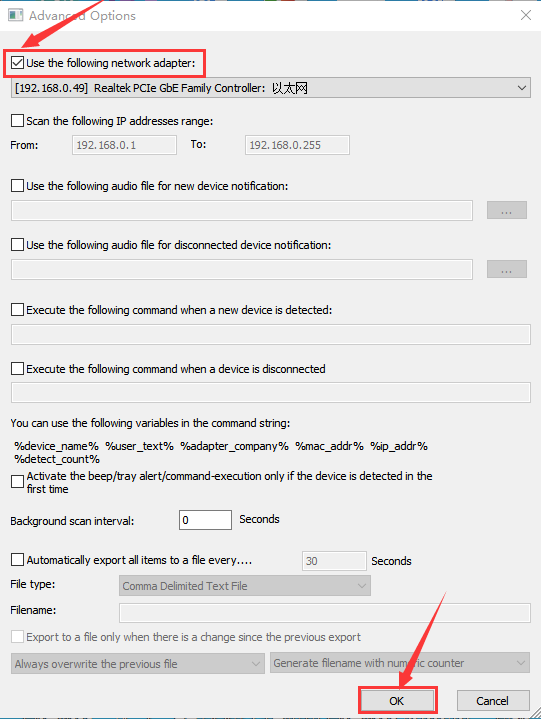 Advanced Options
Use the following network adapter:
[192.168.0.49] Realtek PCIe GbE Family Controller: 以太网
Scan the following IP addresses range:
From: 192.168.0.1 To: 192.168.0.255
Use the following audio file for new device notification:
...
Use the following audio file for disconnected device notification:
...
Execute the following command when a new device is detected:
Execute the following command when a device is disconnected
You can use the following variables in the command string:
%device_name% %user_text% %adapter_company% %mac_addr% %ip_addr%
%detect_count%
Activate the beep/tray alert/command-execution only if the device is detected in the
first time
Background scan interval: 0 Seconds
Automatically export all items to a file every.... 30 Seconds
File type: Comma Delimited Text File
Filename:
Export to a file only when there is a change since the previous export
Always overwrite the previous file Generate filename with numeric counter
OK Cancel